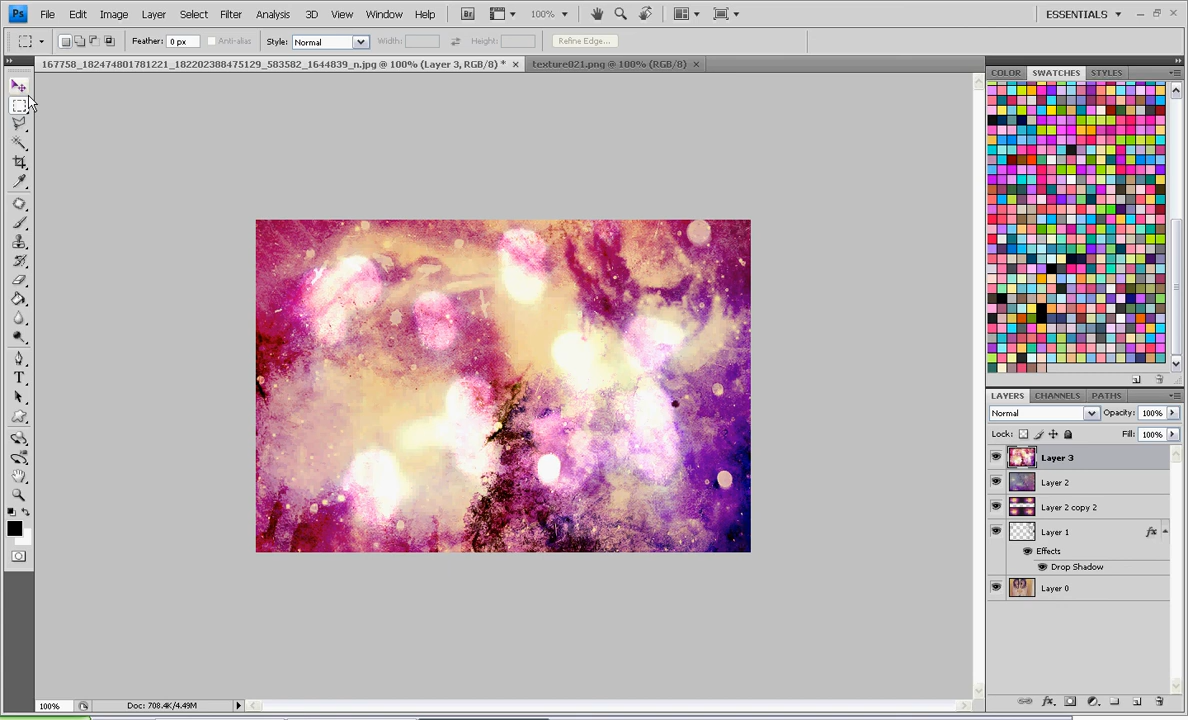 Ps File Edit Image Layer Select Filter Analysis 3D View Window Help Br 100% ESSENTIALS
Feather: 0 px Anti-alias Style: Normal Width: Height: Refine Edge...
167758_182474801781221_182202388475129_583582_1644839_n.jpg @ 100% (Layer 3, RGB/8) * texture021.png @ 100% (RGB/8)
COLOR SWATCHES STYLES
LAYERS CHANNELS PATHS
Normal Opacity: 100%
Lock: Fill: 100%
Layer 3
Layer 2
Layer 2 copy 2
Layer 1 fx
Effects
Drop Shadow
Layer 0
T
100% Doc: 708.4K/4.49M
fx